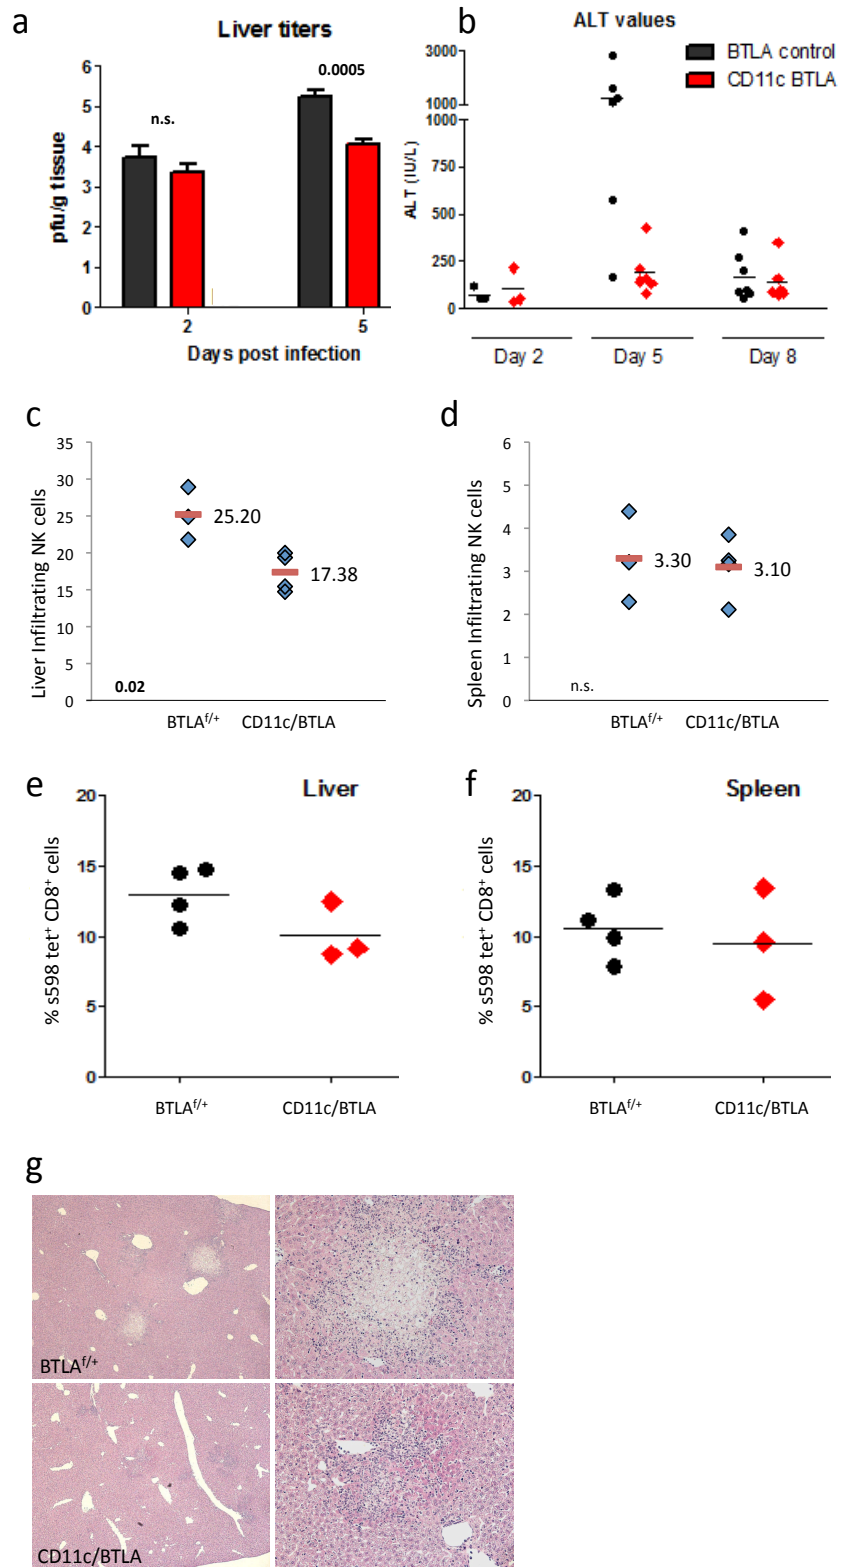 a
Liver titers
pfu/g tissue
6
5
4
3
2
1
0
n.s.
0.0005
2
5
Days post infection
b
ALT values
BTLA control
CD11c BTLA
ALT (IU/L)
3000
1000
1000
750
500
250
0
Day 2
Day 5
Day 8
c
Liver Infiltrating NK cells
35
30
25
20
15
10
5
0
25.20
17.38
0.02
BTLAf/+
CD11c/BTLA
d
Spleen Infiltrating NK cells
6
5
4
3
2
1
0
3.30
3.10
n.s.
BTLAf/+
CD11c/BTLA
e
Liver
% s598 tet+ CD8+ cells
20
15
10
5
0
BTLAf/+
CD11c/BTLA
f
Spleen
% s598 tet+ CD8+ cells
20
15
10
5
0
BTLAf/+
CD11c/BTLA
g
BTLAf/+
CD11c/BTLA